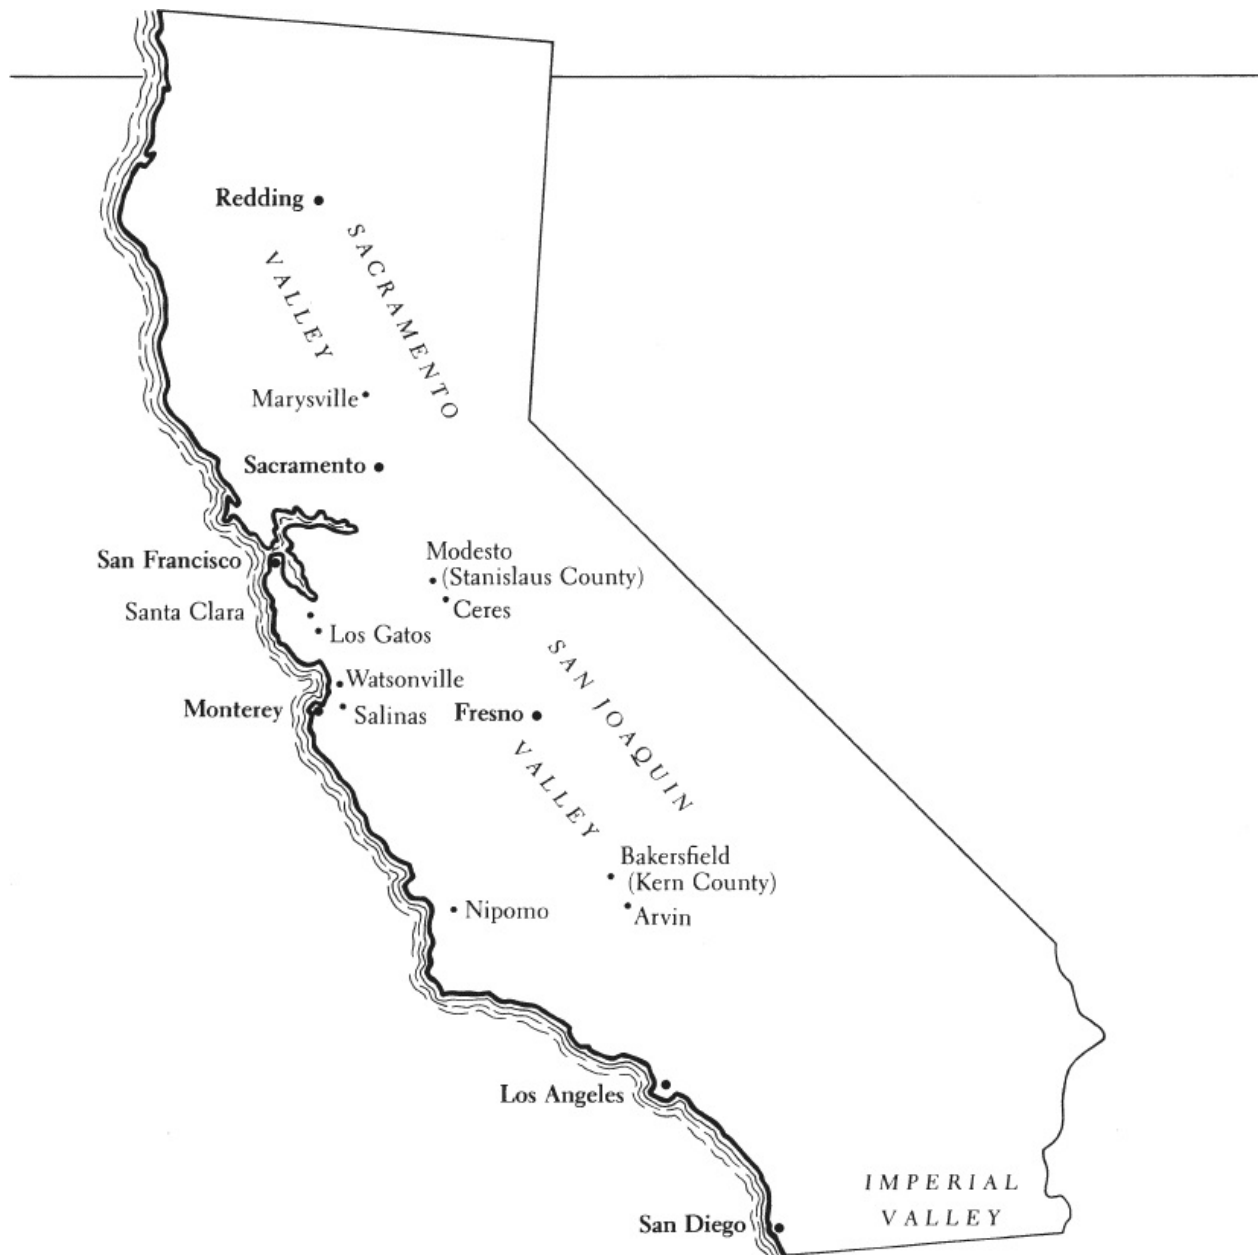 Redding
SACRAMENTO
VALLEY
Marysville
Sacramento
San Francisco
Modesto
(Stanislaus County)
Ceres
Santa Clara
Los Gatos
SAN JOAQUIN
VALLEY
Watsonville
Monterey
Salinas
Fresno
Bakersfield
(Kern County)
Arvin
Nipomo
Los Angeles
IMPERIAL
VALLEY
San Diego